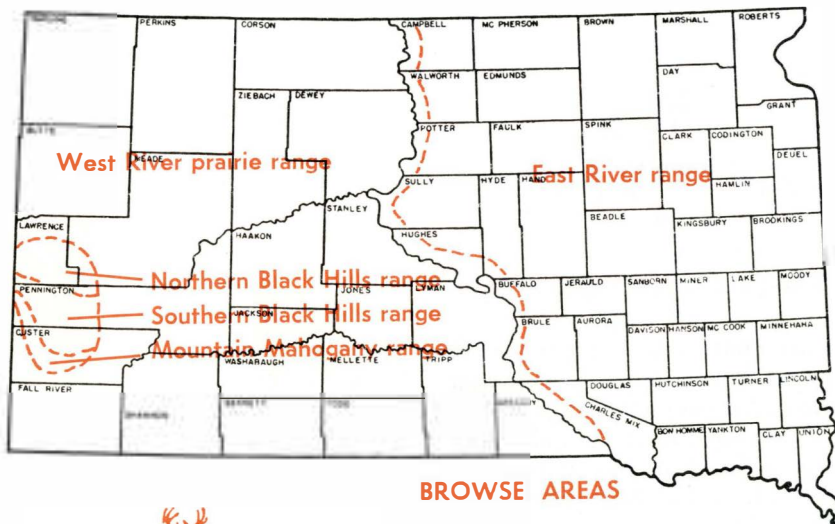 PERKINS
CORSON
CAMPBELL
MC PHERSON
BROWN
MARSHALL
ROBERTS
WALWORTH
EDMUNDS
DAY
GRANT
ZIEBACH
DEWEY
POTTER
FAULK
SPINK
CLARK
CODINGTON
DEUEL
HAMLIN
BUTTE
MEADE
West River prairie range
East River range
SULLY
HYDE
HAND
STANLEY
BEADLE
KINGSBURY
BROOKINGS
LAWRENCE
HAAKON
HUGHES
Northern Black Hills range
PENNINGTON
JONES
LYMAN
BUFFALO
JERAULD
SANBORN
MINER
LAKE
MOODY
Southern Black Hills range
JACKSON
BRULE
AURORA
DAVISON
HANSON
MC COOK
MINNEHAHA
CUSTER
Mountain Mahogany range
WASHABAUGH
MELLETTE
TRIPP
FALL RIVER
DOUGLAS
HUTCHINSON
TURNER
LINCOLN
CHARLES MIX
SHANNON
BENNETT
TODD
BON HOMME
YANKTON
CLAY
UNION
BROWSE AREAS